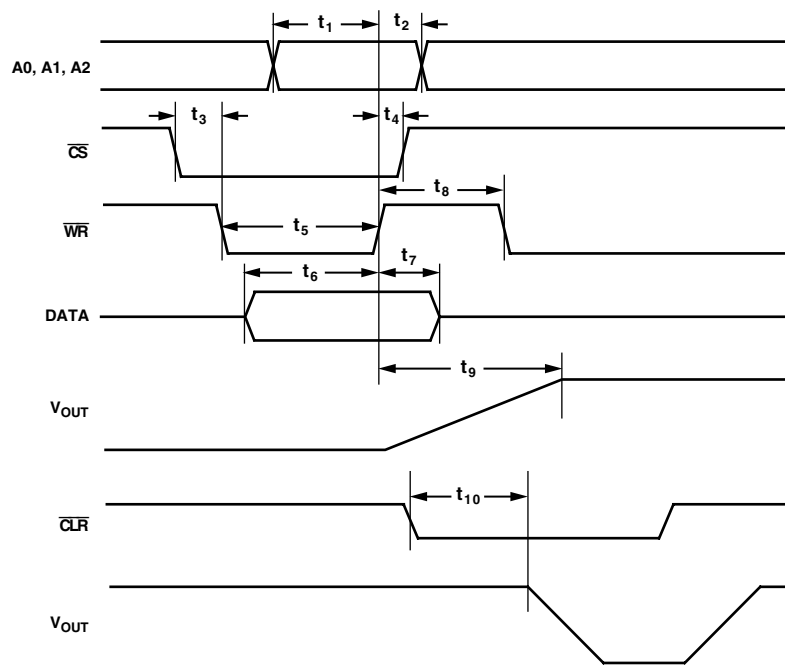 t1 t2
A0, A1, A2
t3 t4
CS
t8
WR t5
t6 t7
DATA
t9
VOUT
t10
CLR
VOUT